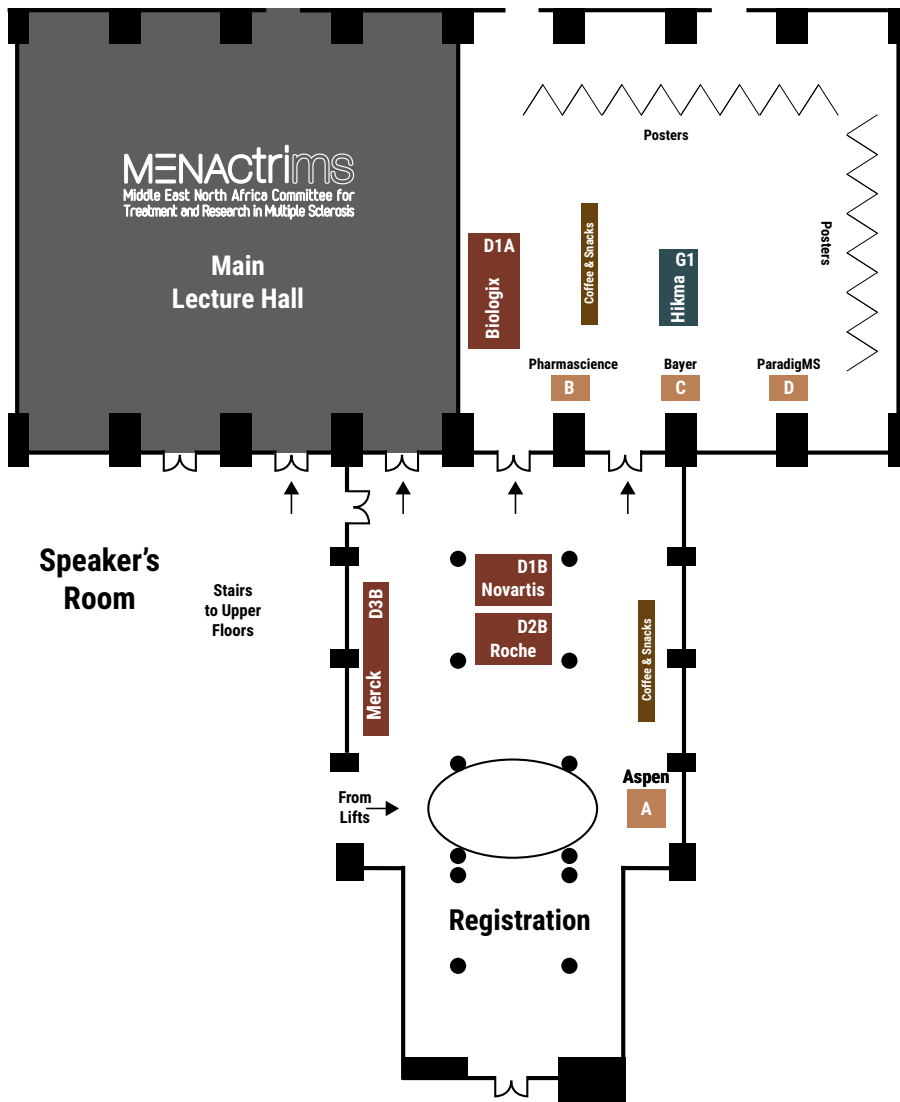 MENACtrims
Middle East North Africa Committee for
Treatment and Research in Multiple Sclerosis
Main
Lecture Hall
Posters
Posters
D1A
Biologix
Coffee & Snacks
G1
Hikma
Pharmascience
B
Bayer
C
ParadigMS
D
Speaker's
Room
Stairs
to Upper
Floors
D3B
Merck
D1B
Novartis
D2B
Roche
Coffee & Snacks
From
Lifts
Aspen
A
Registration